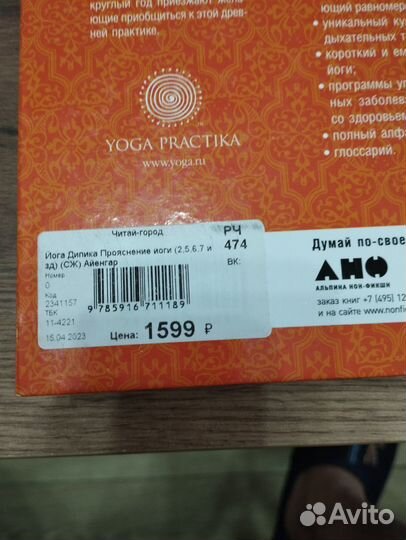 круглый год приезжают жела-
ющие приобщиться к этой древ-
ней практике.
YOGA PRACTIKA
www.yoga.ru
ющий равномер
• уникальный ку
дыхательных т
• короткий и ем
йоги;
• программы уп
ных заболев
со здоровьем
• полный алф
• глоссарий.
Читай-город
РЧ
474
ВК:
Йога Дипика Прояснение йоги (2,5,6,7 и
зд) (СЖ) Айенгар
Номер
0
Код
2341157
ТБК
11-4221
15.04.2023
9 785916 711189
Цена: 1599 ₽
Думай по-свое
АНФ
АЛЬПИНА НОН-ФИКШН
заказ книг +7 (495) 12
и на сайте www.nonfi
Avito